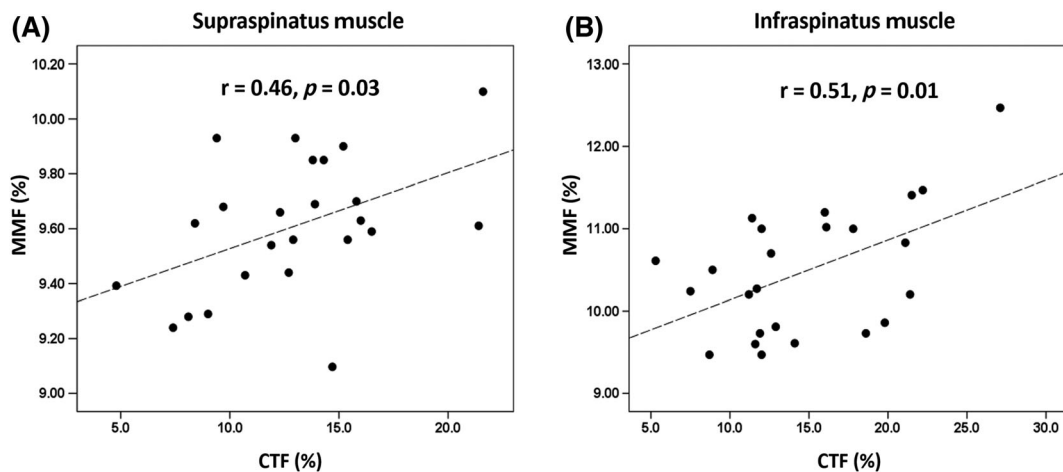 (A) Supraspinatus muscle
r = 0.46, p = 0.03
MMF (%)
10.20
10.00
9.80
9.60
9.40
9.20
9.00
5.0 10.0 15.0 20.0
CTF (%)
(B) Infraspinatus muscle
r = 0.51, p = 0.01
MMF (%)
13.00
12.00
11.00
10.00
9.00
5.0 10.0 15.0 20.0 25.0 30.0
CTF (%)